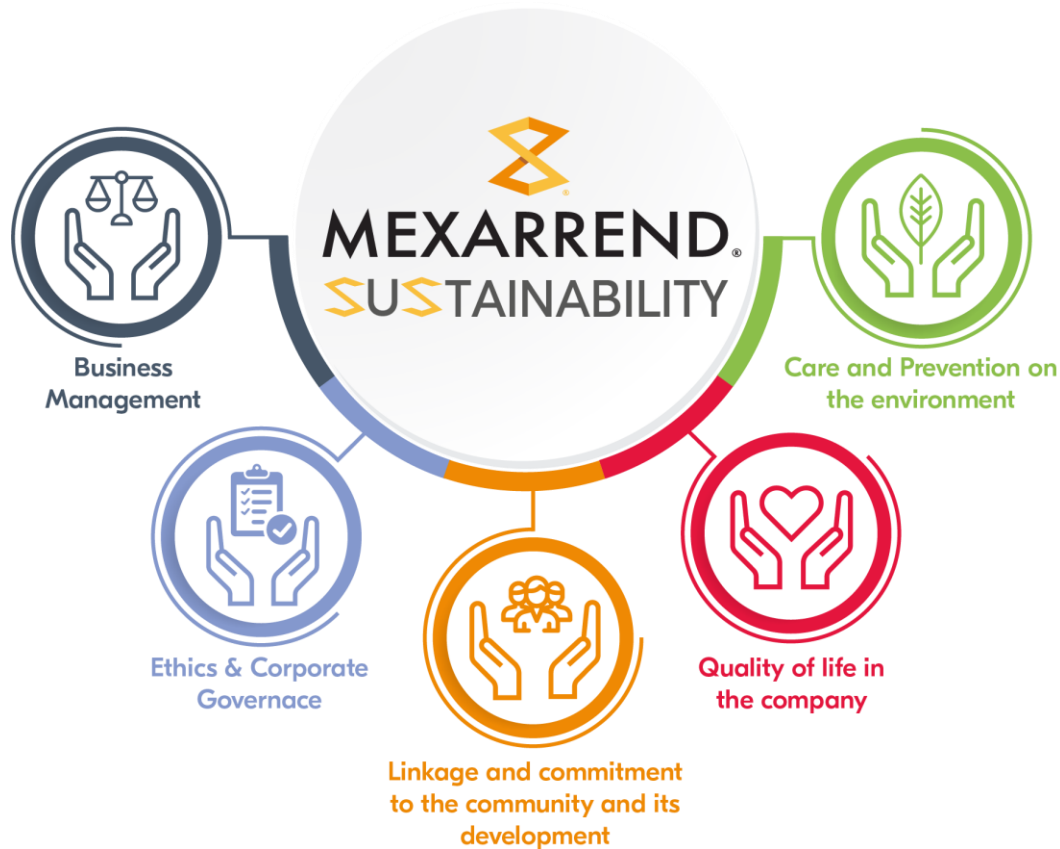 MEXARREND®
SUSTAINABILITY
Business
Management
Care and Prevention on
the environment
Ethics & Corporate
Governace
Quality of life in
the company
Linkage and commitment
to the community and its
development